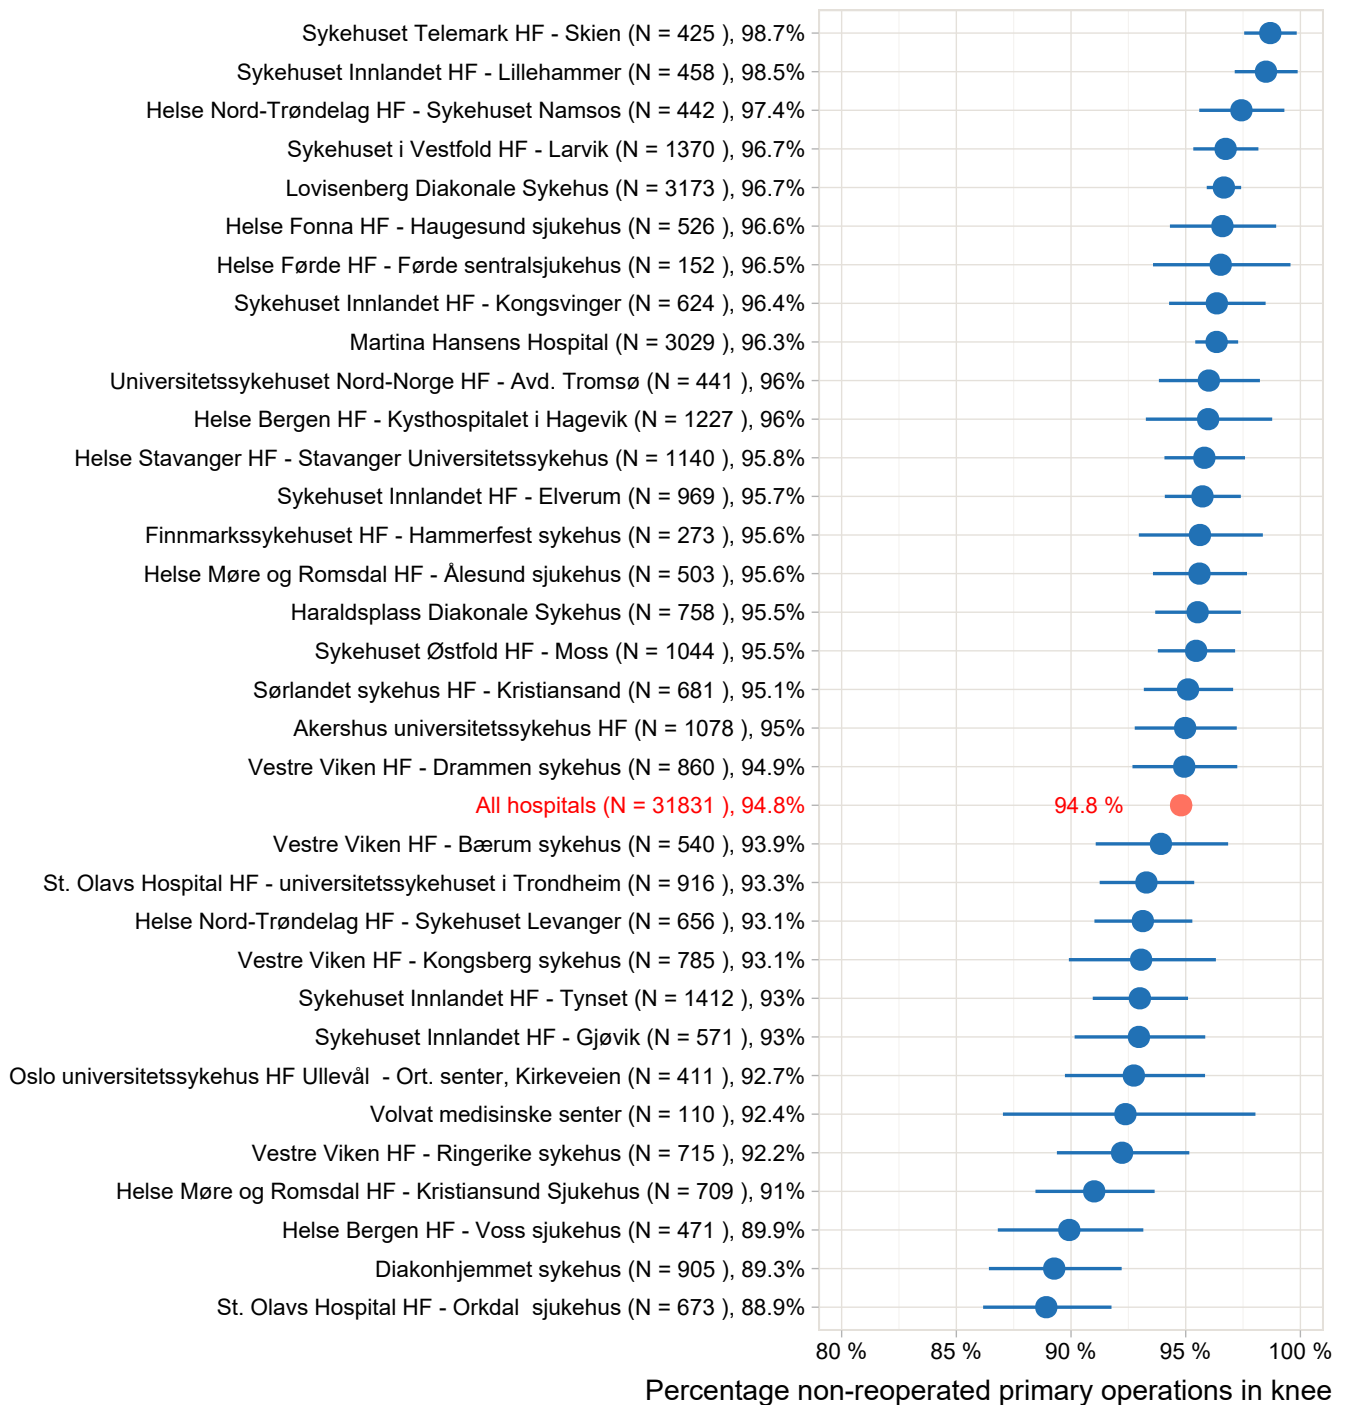 Sykehuset Telemark HF - Skien (N = 425 ), 98.7%
Sykehuset Innlandet HF - Lillehammer (N = 458 ), 98.5%
Helse Nord-Trøndelag HF - Sykehuset Namsos (N = 442 ), 97.4%
Sykehuset i Vestfold HF - Larvik (N = 1370 ), 96.7%
Lovisenberg Diakonale Sykehus (N = 3173 ), 96.7%
Helse Fonna HF - Haugesund sjukehus (N = 526 ), 96.6%
Helse Førde HF - Førde sentralsjukehus (N = 152 ), 96.5%
Sykehuset Innlandet HF - Kongsvinger (N = 624 ), 96.4%
Martina Hansens Hospital (N = 3029 ), 96.3%
Universitetssykehuset Nord-Norge HF - Avd. Tromsø (N = 441 ), 96%
Helse Bergen HF - Kysthospitalet i Hagevik (N = 1227 ), 96%
Helse Stavanger HF - Stavanger Universitetssykehus (N = 1140 ), 95.8%
Sykehuset Innlandet HF - Elverum (N = 969 ), 95.7%
Finnmarkssykehuset HF - Hammerfest sykehus (N = 273 ), 95.6%
Helse Møre og Romsdal HF - Ålesund sjukehus (N = 503 ), 95.6%
Haraldsplass Diakonale Sykehus (N = 758 ), 95.5%
Sykehuset Østfold HF - Moss (N = 1044 ), 95.5%
Sørlandet sykehus HF - Kristiansand (N = 681 ), 95.1%
Akershus universitetssykehus HF (N = 1078 ), 95%
Vestre Viken HF - Drammen sykehus (N = 860 ), 94.9%
All hospitals (N = 31831 ), 94.8% 94.8 %
Vestre Viken HF - Bærum sykehus (N = 540 ), 93.9%
St. Olavs Hospital HF - universitetssykehuset i Trondheim (N = 916 ), 93.3%
Helse Nord-Trøndelag HF - Sykehuset Levanger (N = 656 ), 93.1%
Vestre Viken HF - Kongsberg sykehus (N = 785 ), 93.1%
Sykehuset Innlandet HF - Tynset (N = 1412 ), 93%
Sykehuset Innlandet HF - Gjøvik (N = 571 ), 93%
Oslo universitetssykehus HF Ullevål  - Ort. senter, Kirkeveien (N = 411 ), 92.7%
Volvat medisinske senter (N = 110 ), 92.4%
Vestre Viken HF - Ringerike sykehus (N = 715 ), 92.2%
Helse Møre og Romsdal HF - Kristiansund Sjukehus (N = 709 ), 91%
Helse Bergen HF - Voss sjukehus (N = 471 ), 89.9%
Diakonhjemmet sykehus (N = 905 ), 89.3%
St. Olavs Hospital HF - Orkdal  sjukehus (N = 673 ), 88.9%
80 % 85 % 90 % 95 % 100 %
Percentage non-reoperated primary operations in knee